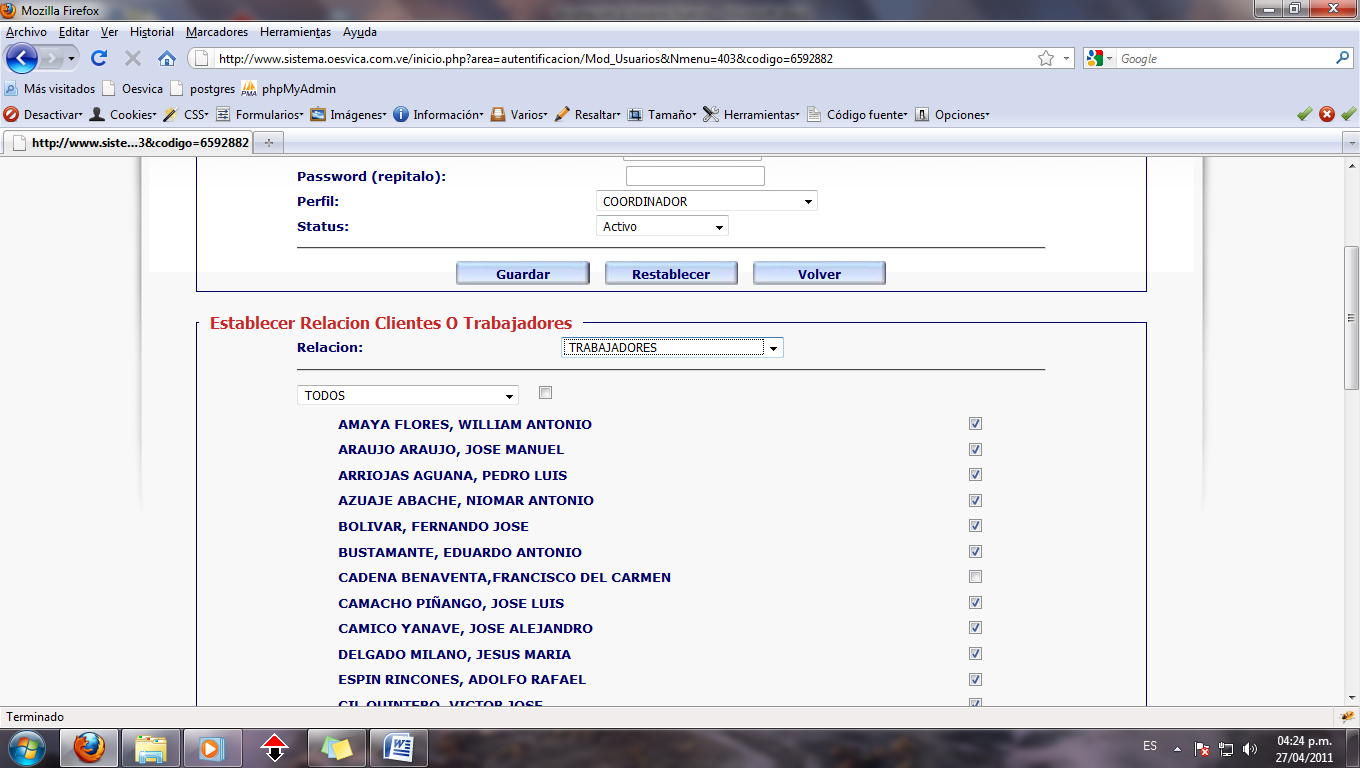 Mozilla Firefox
Archivo Editar Ver Historial Marcadores Herramientas Ayuda
http://www.sistema.oesvica.com.ve/inicio.php?area=autentificacion/Mod_Usuarios&Nmenu=403&codigo=6592882 Google
Más visitados Oesvica postgres PMA phpMyAdmin
Desactivar Cookies CSS Formularios Imágenes Información Varios Resaltar Tamaño Herramientas Código fuente Opciones
http://www.siste...3&codigo=6592882
Password (repitalo):
Perfil: COORDINADOR
Status: Activo
Guardar Restablecer Volver
Establecer Relacion Clientes O Trabajadores
Relacion: TRABAJADORES
TODOS
AMAYA FLORES, WILLIAM ANTONIO
ARAUJO ARAUJO, JOSE MANUEL
ARRIOJAS AGUANA, PEDRO LUIS
AZUAJE ABACHE, NIOMAR ANTONIO
BOLIVAR, FERNANDO JOSE
BUSTAMANTE, EDUARDO ANTONIO
CADENA BENAVENTA,FRANCISCO DEL CARMEN
CAMACHO PIÑANGO, JOSE LUIS
CAMICO YANAVE, JOSE ALEJANDRO
DELGADO MILANO, JESUS MARIA
ESPIN RINCONES, ADOLFO RAFAEL
GIL QUINTERO, VICTOR JOSE
Terminado
ES 04:24 p.m.
27/04/2011